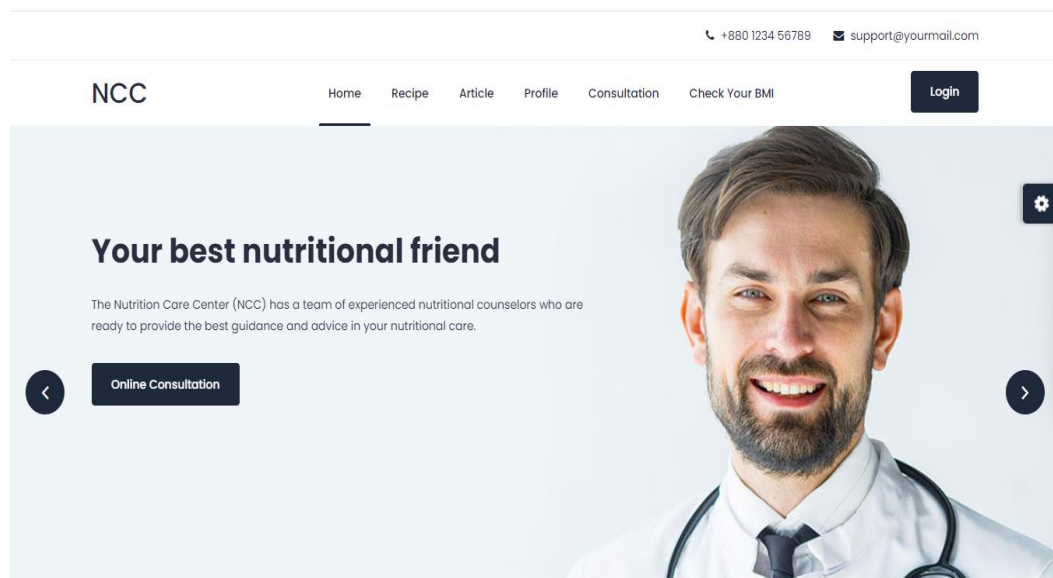 +880 1234 56789 support@yourmail.com
NCC Home Recipe Article Profile Consultation Check Your BMI Login
Your best nutritional friend
The Nutrition Care Center (NCC) has a team of experienced nutritional counselors who are
ready to provide the best guidance and advice in your nutritional care.
Online Consultation